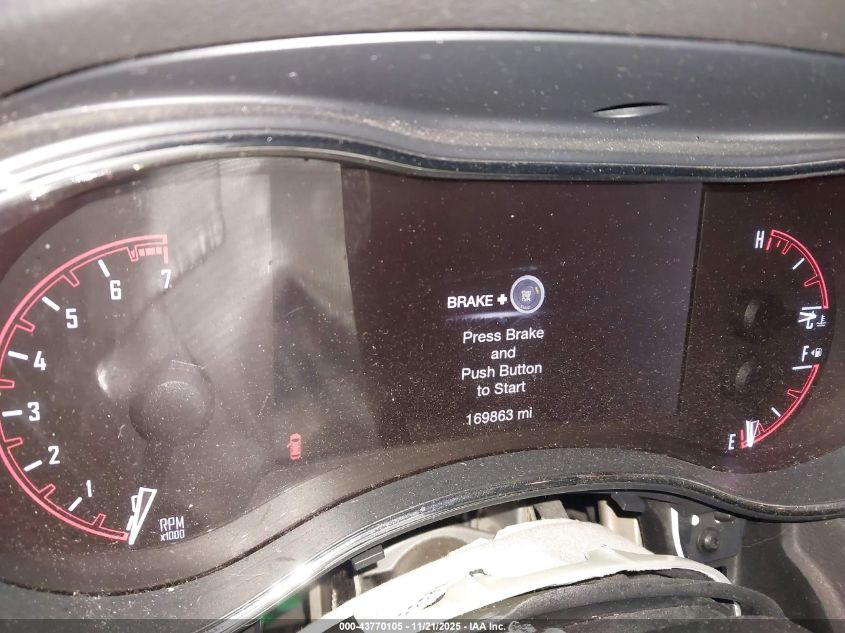 7
6
5
4
3
2
1
RPM
x1000
BRAKE +
Press Brake
and
Push Button
to Start
169863 mi
H
C
F
E
000-43770105 - 11/21/2025 - IAA Inc.